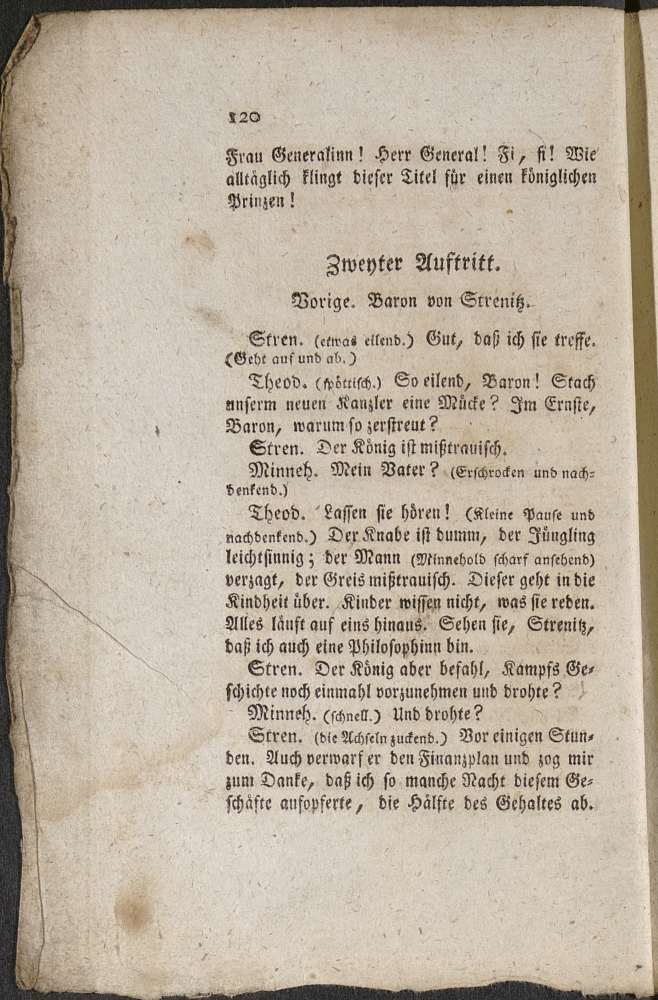 120
Frau Generalinn! Herr General! Fi, fi! Wie
alltäglich klingt dieser Titel für einen königlichen
Prinzen!
Zweyter Auftritt.
Vorige. Baron von Strenitz.
Stren. (etwas eilend.) Gut, daß ich sie treffe.
(Geht auf und ab.)
Theod. (spöttisch.) So eilend, Baron! Stach
unserm neuen Kanzler eine Mücke? Im Ernste,
Baron, warum so zerstreut?
Stren. Der König ist mißtrauisch.
Minneh. Mein Vater? (Erschrocken und nach-
denkend.)
Theod. Lassen sie hören! (Kleine Pause und
nachdenkend.) Der Knabe ist dumm, der Jüngling
leichtsinnig; der Mann (Minnehold scharf ansehend)
verzagt, der Greis mißtrauisch. Dieser geht in die
Kindheit über. Kinder wissen nicht, was sie reden.
Alles läuft auf eins hinaus. Sehen sie, Strenitz,
daß ich auch eine Philosophinn bin.
Stren. Der König aber befahl, Kampfs Ge-
schichte noch einmahl vorzunehmen und drohte?
Minneh. (schnell.) Und drohte?
Stren. (die Achseln zuckend.) Vor einigen Stun-
den. Auch verwarf er den Finanzplan und zog mir
zum Danke, daß ich so manche Nacht diesem Ge-
schäfte aufopferte, die Hälfte des Gehaltes ab.